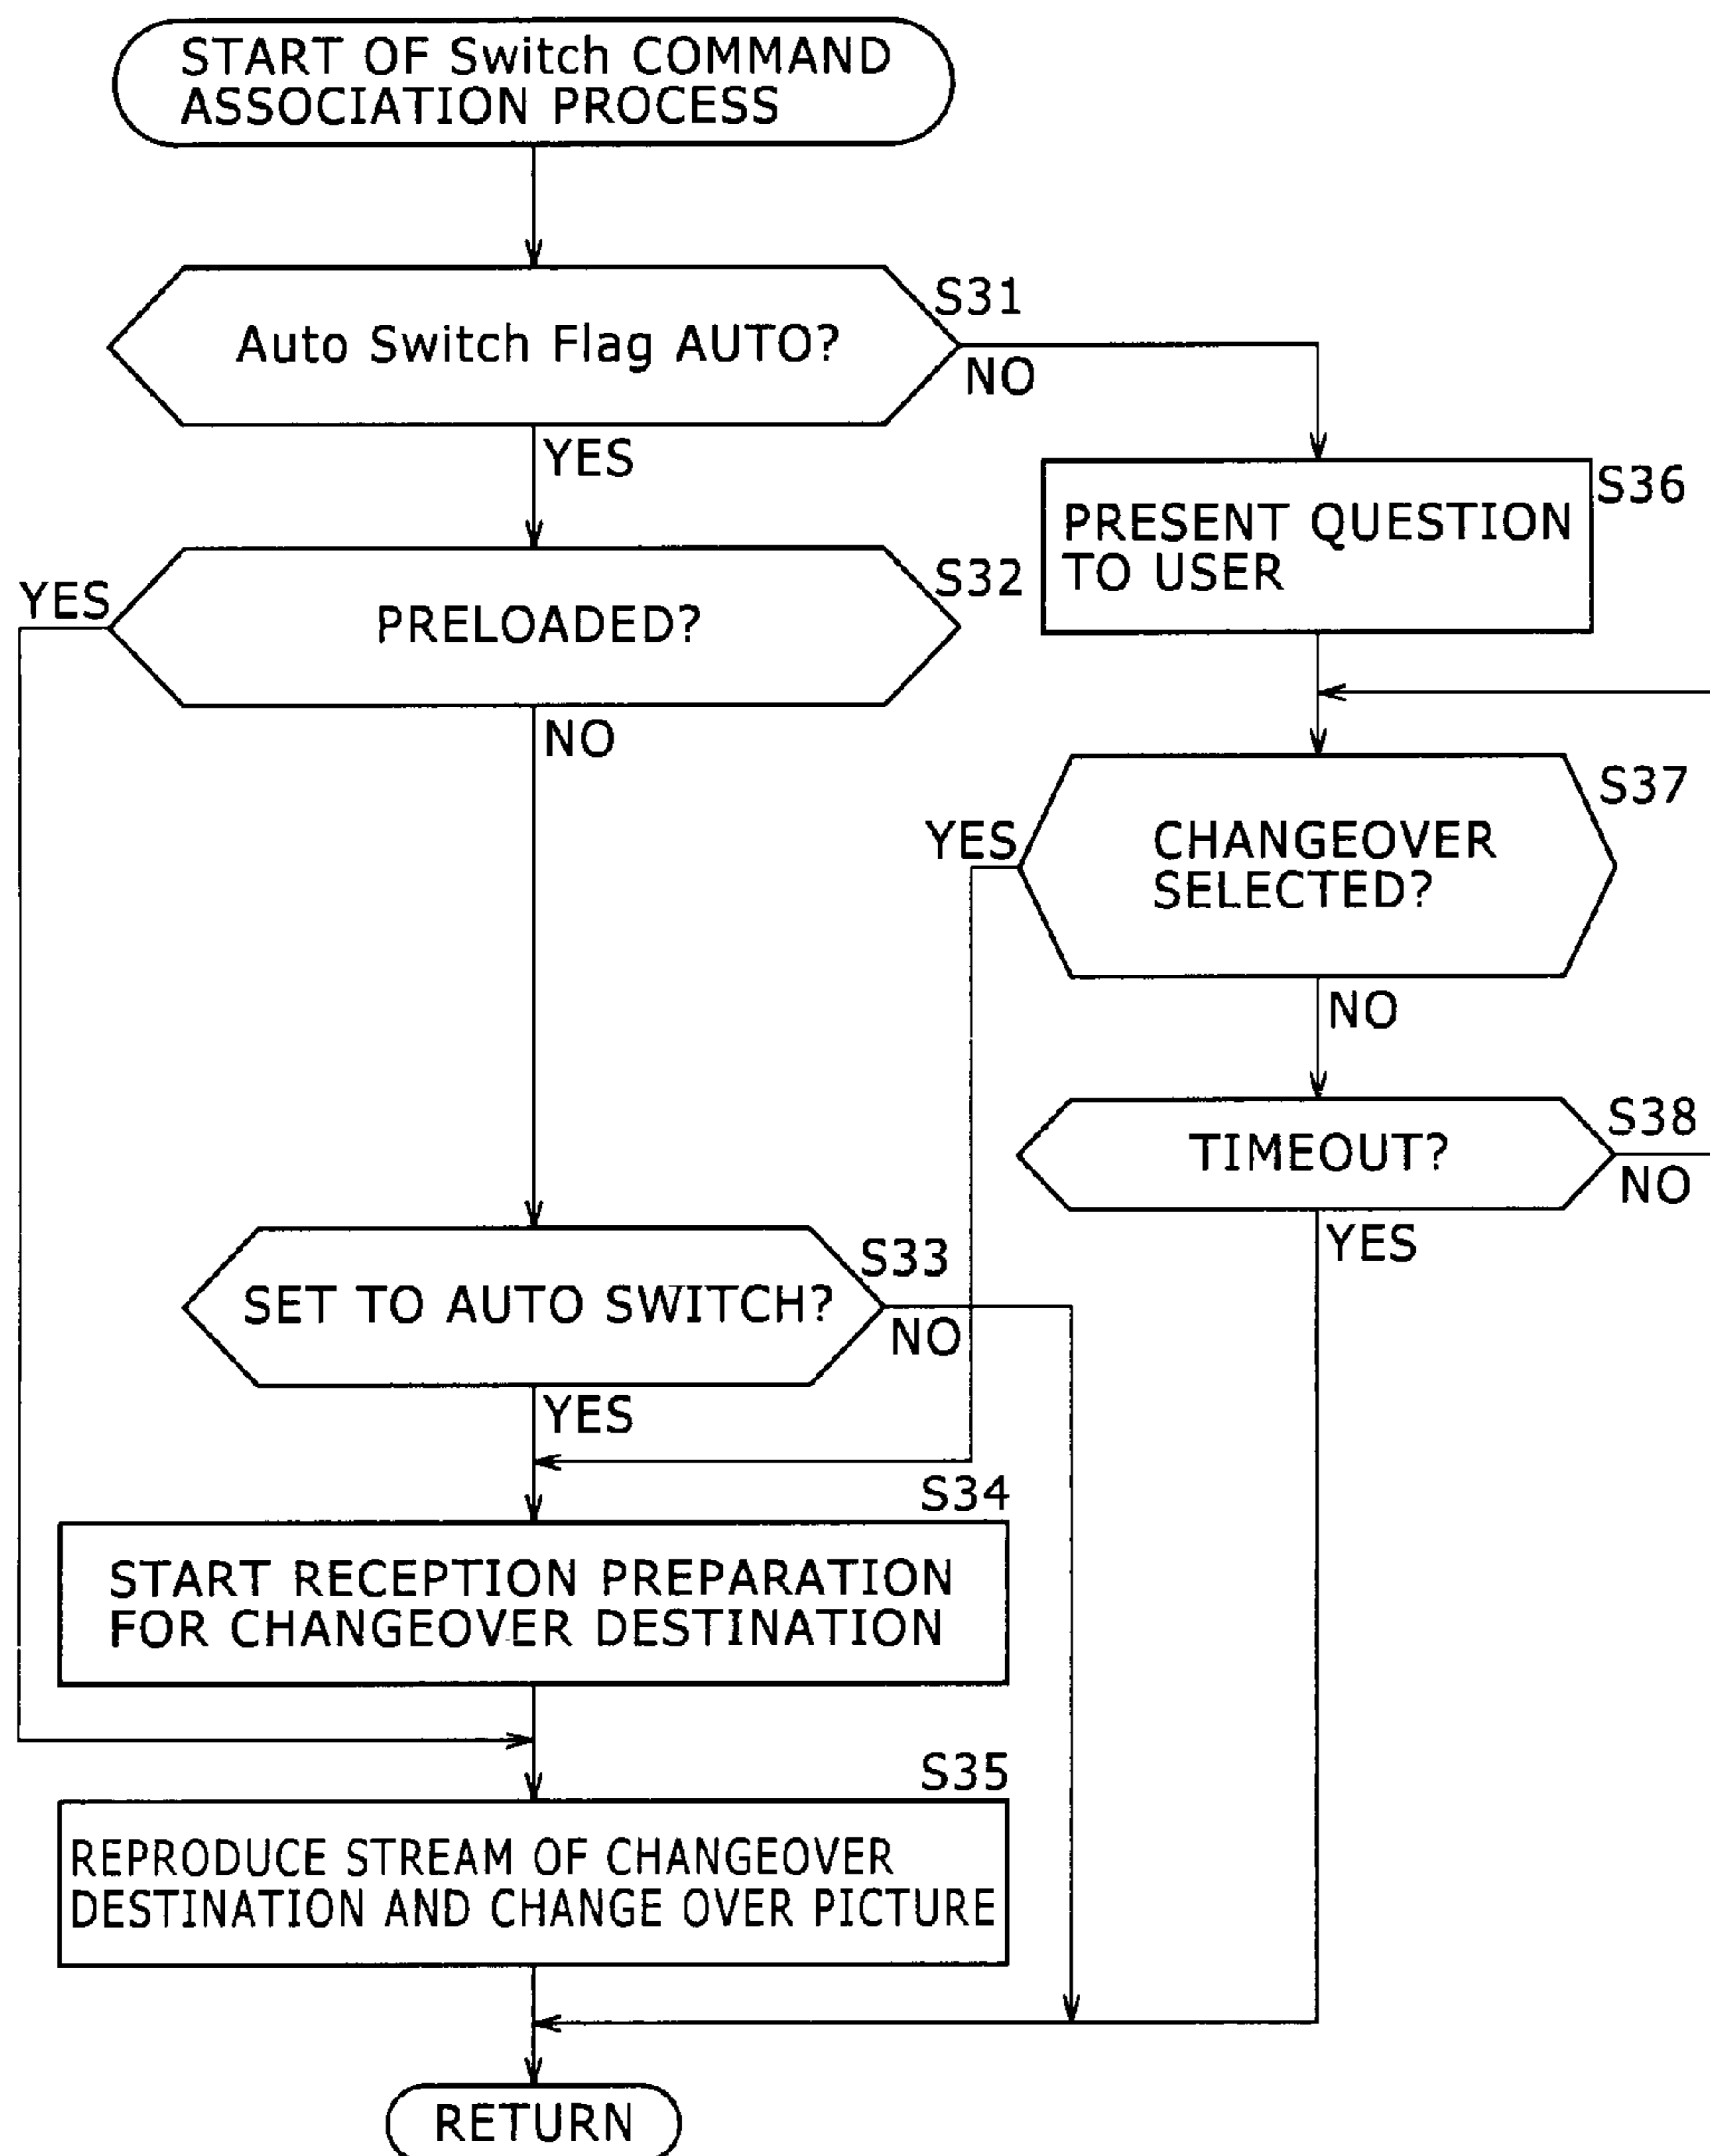 START OF Switch COMMAND
ASSOCIATION PROCESS
S31
Auto Switch Flag AUTO?
NO
YES
S36
PRESENT QUESTION
TO USER
S32
YES
PRELOADED?
NO
S37
YES
CHANGEOVER
SELECTED?
NO
S38
TIMEOUT?
NO
YES
S33
SET TO AUTO SWITCH?
NO
YES
S34
START RECEPTION PREPARATION
FOR CHANGEOVER DESTINATION
S35
REPRODUCE STREAM OF CHANGEOVER
DESTINATION AND CHANGE OVER PICTURE
RETURN